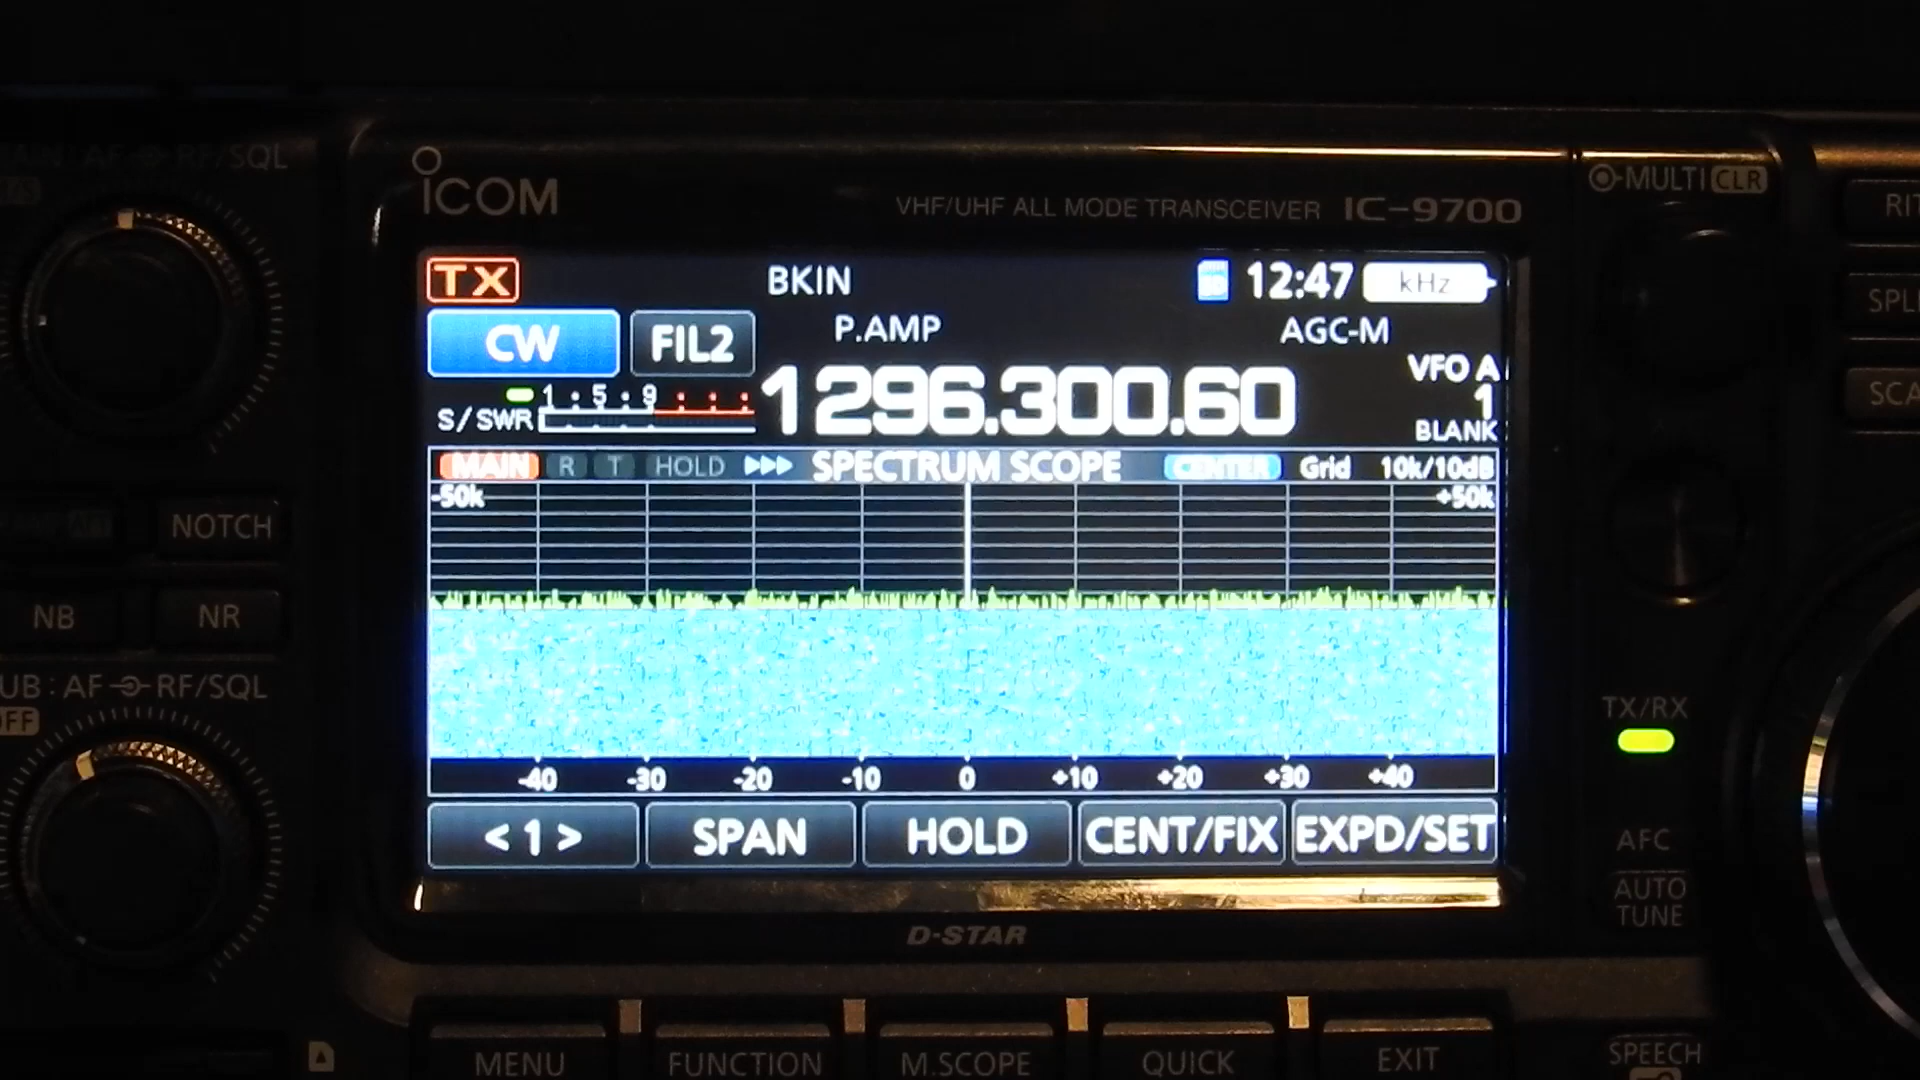 AF RF/SQL
ICOM
VHF/UHF ALL MODE TRANSCEIVER IC-9700
MULTI CLR
TX BKIN 12:47 kHz
CW FIL2 P.AMP AGC-M
1296.300.60 VFO A
1 5 9 1
S/SWR BLANK
MAIN R T HOLD SPECTRUM SCOPE CENTER Grid 10k/10dB
-50k +50k
NOTCH
NB NR
UB: AF RF/SQL
OFF
TX/RX
-40 -30 -20 -10 0 +10 +20 +30 +40
<1> SPAN HOLD CENT/FIX EXPD/SET
AFC
AUTO
TUNE
D-STAR
MENU FUNCTION M.SCOPE QUICK EXIT
SPEECH
RIT
SPL
SCA